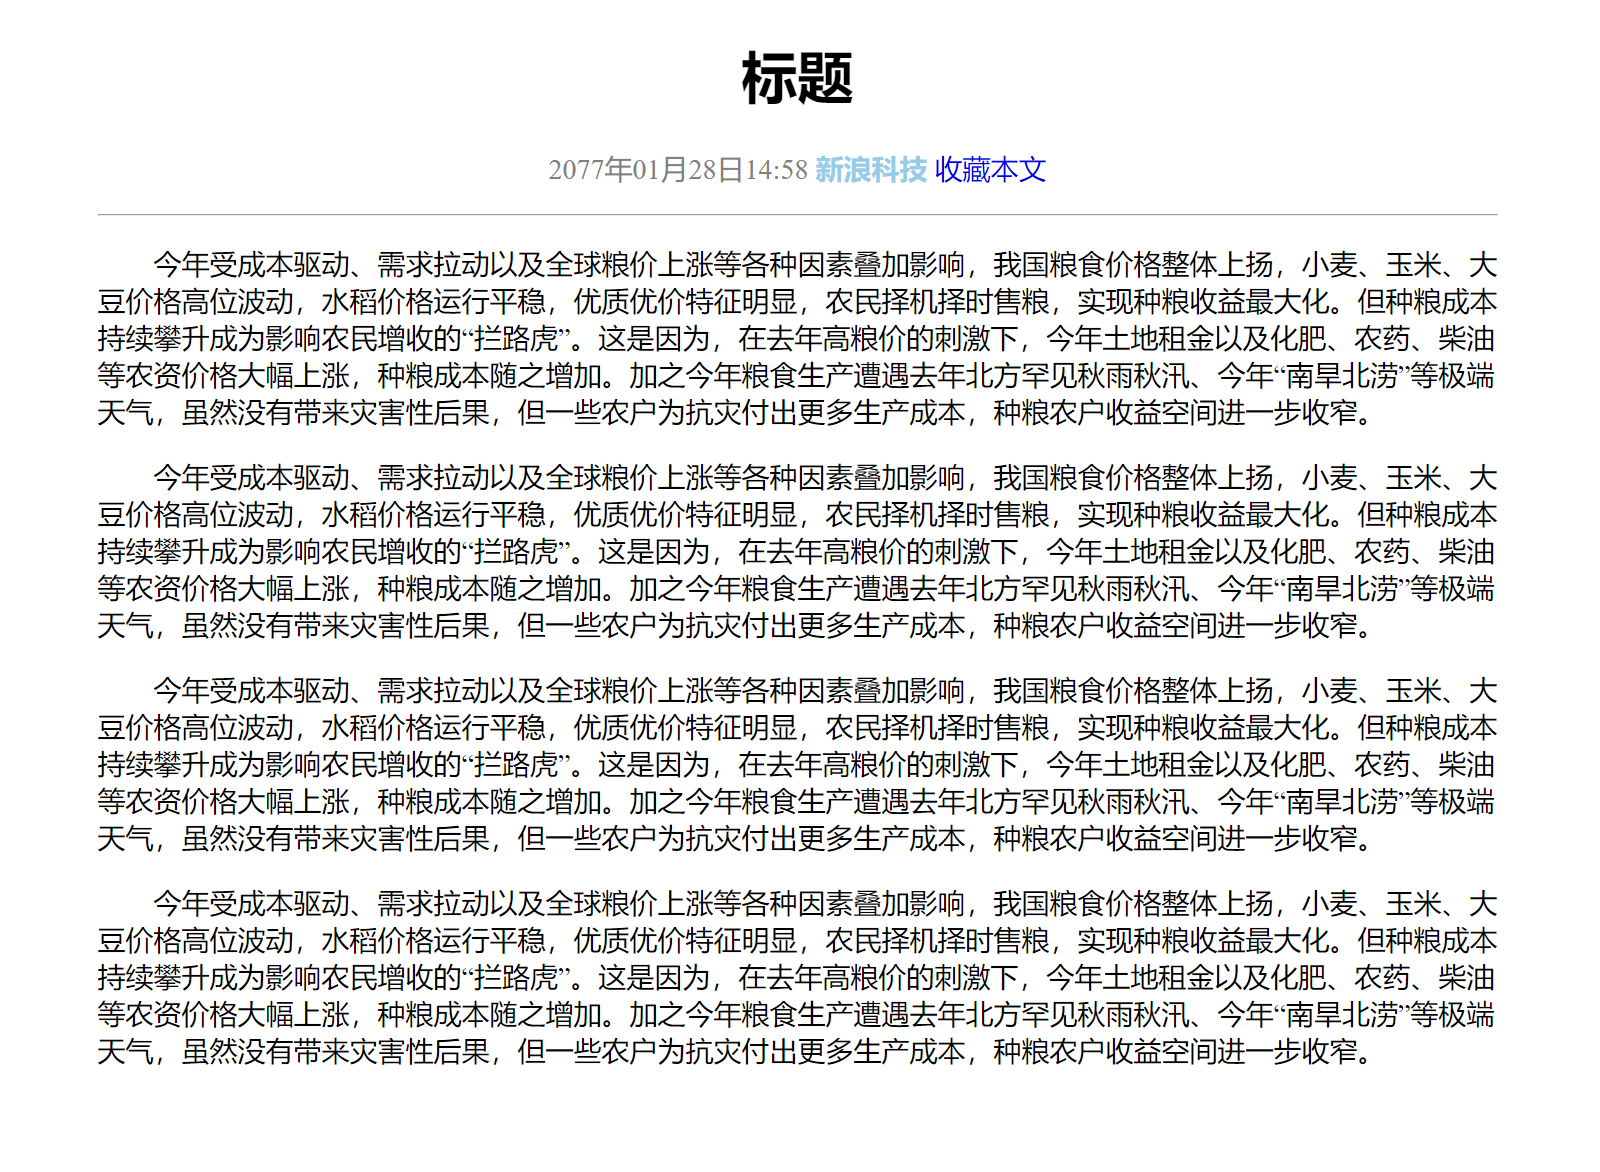 标题
2077年01月28日14:58 新浪科技 收藏本文
今年受成本驱动、需求拉动以及全球粮价上涨等各种因素叠加影响，我国粮食价格整体上扬，小麦、玉米、大
豆价格高位波动，水稻价格运行平稳，优质优价特征明显，农民择机择时售粮，实现种粮收益最大化。但种粮成本
持续攀升成为影响农民增收的“拦路虎”。这是因为，在去年高粮价的刺激下，今年土地租金以及化肥、农药、柴油
等农资价格大幅上涨，种粮成本随之增加。加之今年粮食生产遭遇去年北方罕见秋雨秋汛、今年“南旱北涝”等极端
天气，虽然没有带来灾害性后果，但一些农户为抗灾付出更多生产成本，种粮农户收益空间进一步收窄。
今年受成本驱动、需求拉动以及全球粮价上涨等各种因素叠加影响，我国粮食价格整体上扬，小麦、玉米、大
豆价格高位波动，水稻价格运行平稳，优质优价特征明显，农民择机择时售粮，实现种粮收益最大化。但种粮成本
持续攀升成为影响农民增收的“拦路虎”。这是因为，在去年高粮价的刺激下，今年土地租金以及化肥、农药、柴油
等农资价格大幅上涨，种粮成本随之增加。加之今年粮食生产遭遇去年北方罕见秋雨秋汛、今年“南旱北涝”等极端
天气，虽然没有带来灾害性后果，但一些农户为抗灾付出更多生产成本，种粮农户收益空间进一步收窄。
今年受成本驱动、需求拉动以及全球粮价上涨等各种因素叠加影响，我国粮食价格整体上扬，小麦、玉米、大
豆价格高位波动，水稻价格运行平稳，优质优价特征明显，农民择机择时售粮，实现种粮收益最大化。但种粮成本
持续攀升成为影响农民增收的“拦路虎”。这是因为，在去年高粮价的刺激下，今年土地租金以及化肥、农药、柴油
等农资价格大幅上涨，种粮成本随之增加。加之今年粮食生产遭遇去年北方罕见秋雨秋汛、今年“南旱北涝”等极端
天气，虽然没有带来灾害性后果，但一些农户为抗灾付出更多生产成本，种粮农户收益空间进一步收窄。
今年受成本驱动、需求拉动以及全球粮价上涨等各种因素叠加影响，我国粮食价格整体上扬，小麦、玉米、大
豆价格高位波动，水稻价格运行平稳，优质优价特征明显，农民择机择时售粮，实现种粮收益最大化。但种粮成本
持续攀升成为影响农民增收的“拦路虎”。这是因为，在去年高粮价的刺激下，今年土地租金以及化肥、农药、柴油
等农资价格大幅上涨，种粮成本随之增加。加之今年粮食生产遭遇去年北方罕见秋雨秋汛、今年“南旱北涝”等极端
天气，虽然没有带来灾害性后果，但一些农户为抗灾付出更多生产成本，种粮农户收益空间进一步收窄。